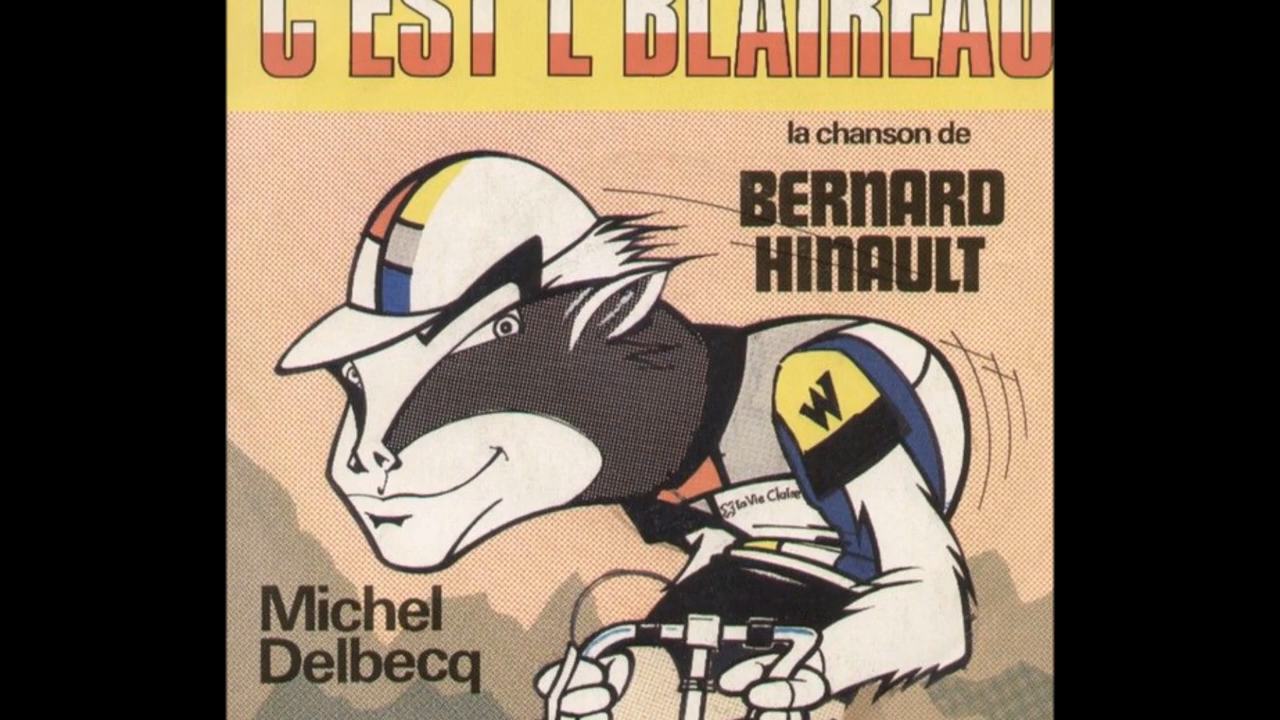 C'EST L'BLAIREAU
la chanson de
BERNARD
HINAULT
W
La Vie Claire
Michel
Delbecq